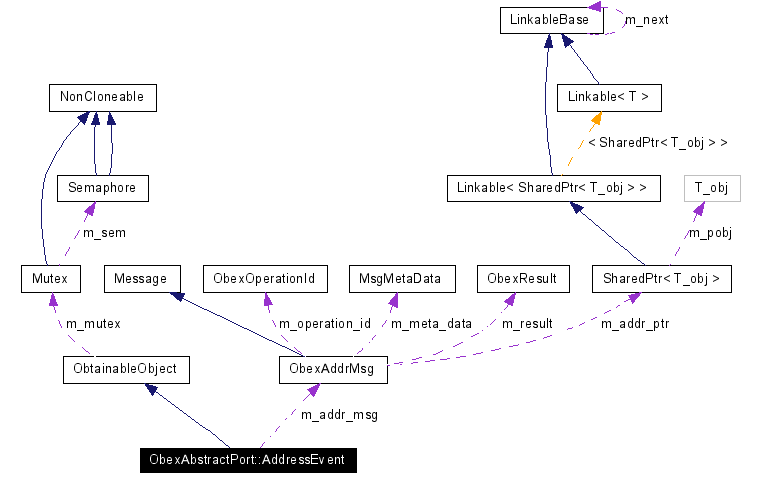 LinkableBase
m_next
NonCloneable
Linkable< T >
< SharedPtr< T_obj > >
Semaphore
Linkable< SharedPtr< T_obj > >
T_obj
m_sem
m_pobj
Mutex
Message
ObexOperationId
MsgMetaData
ObexResult
SharedPtr< T_obj >
m_mutex
m_operation_id
m_meta_data
m_result
m_addr_ptr
ObtainableObject
ObexAddrMsg
m_addr_msg
ObexAbstractPort::AddressEvent